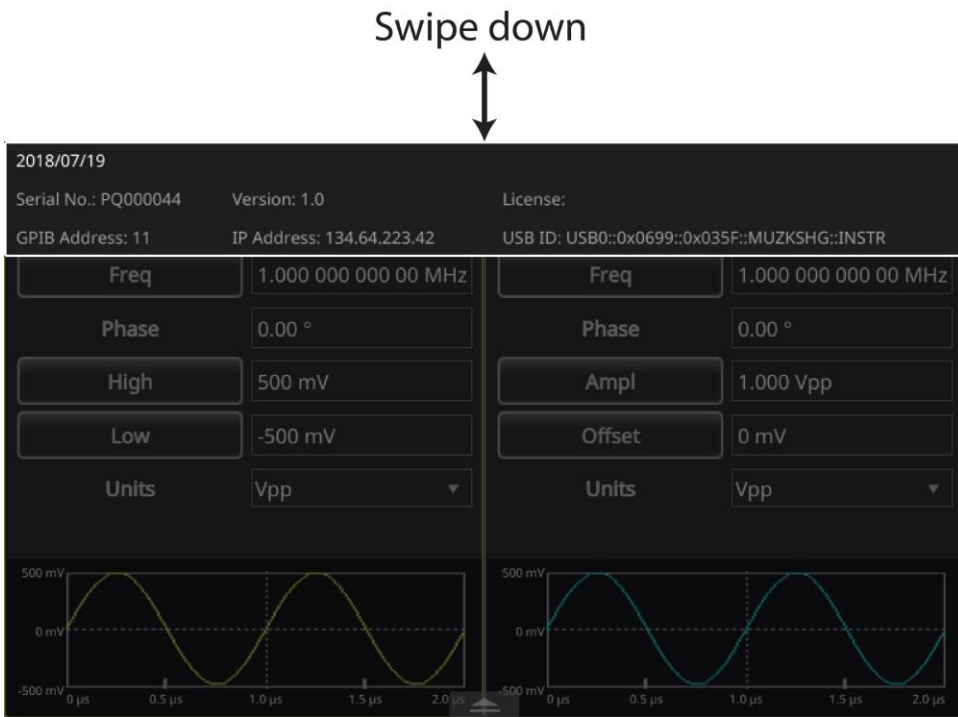 Swipe down
2018/07/19
Serial No.: PQ000044 Version: 1.0 License:
GPIB Address: 11 IP Address: 134.64.223.42 USB ID: USB0::0x0699::0x035F::MUZKSHG::INSTR
Freq 1.000 000 000 00 MHz Freq 1.000 000 000 00 MHz
Phase 0.00 ° Phase 0.00 °
High 500 mV Ampl 1.000 Vpp
Low -500 mV Offset 0 mV
Units Vpp Units Vpp
500 mV 500 mV
0 mV 0 mV
-500 mV -500 mV
0 µs 0.5 µs 1.0 µs 1.5 µs 2.0 µs 0 µs 0.5 µs 1.0 µs 1.5 µs 2.0 µs